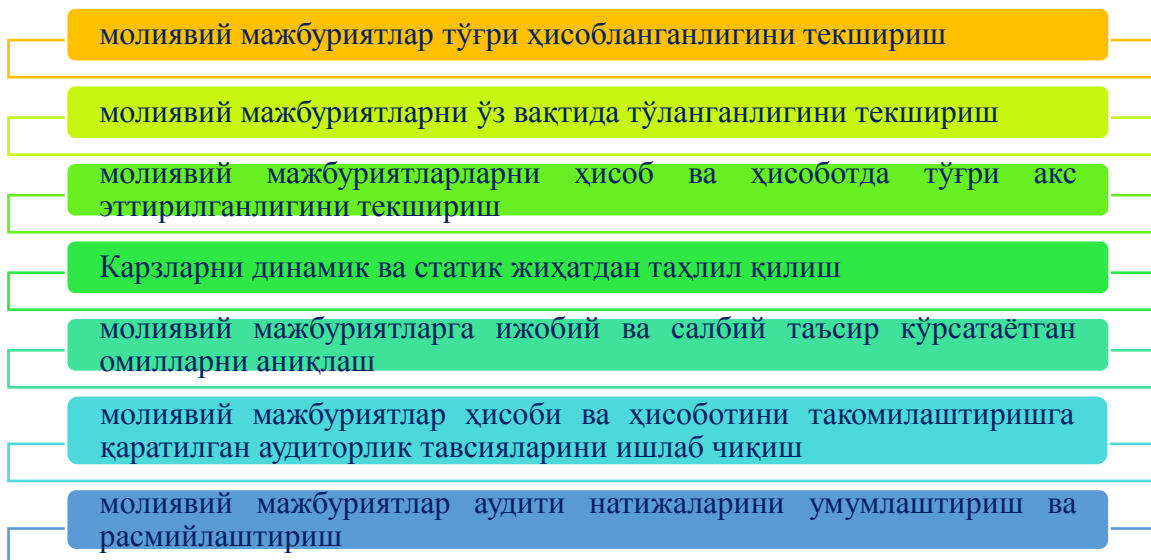 молиявий мажбуриятлар тўғри ҳисобланганлигини текшириш
молиявий мажбуриятларни ўз вақтида тўланганлигини текшириш
молиявий мажбуриятларларни ҳисоб ва ҳисоботда тўғри акс
эттирилганлигини текшириш
Карзларни динамик ва статик жиҳатдан таҳлил қилиш
молиявий мажбуриятларга ижобий ва салбий таъсир кўрсатаётган
омилларни аниқлаш
молиявий мажбуриятлар ҳисоби ва ҳисоботини такомилаштиришга
қаратилган аудиторлик тавсияларини ишлаб чиқиш
молиявий мажбуриятлар аудити натижаларини умумлаштириш ва
расмийлаштириш